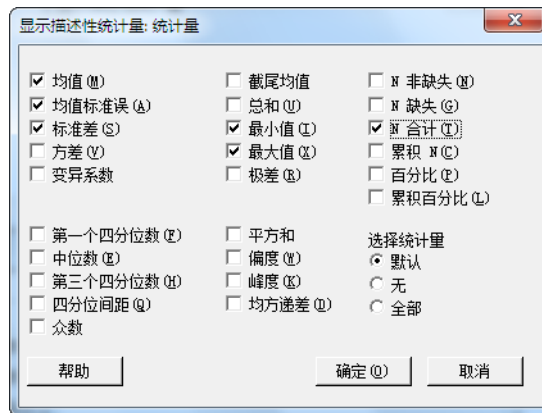 显示描述性统计量: 统计量
均值(M) 截尾均值 N 非缺失(N)
均值标准误(A) 总和(U) N 缺失(G)
标准差(S) 最小值(I) N 合计(T)
方差(V) 最大值(X) 累积 N(C)
变异系数 极差(R) 百分比(P)
累积百分比(L)
第一个四分位数(F) 平方和 选择统计量
中位数(E) 偏度(W) 默认
第三个四分位数(H) 峰度(K) 无
四分位间距(Q) 均方递差(D) 全部
众数
帮助 确定(O) 取消